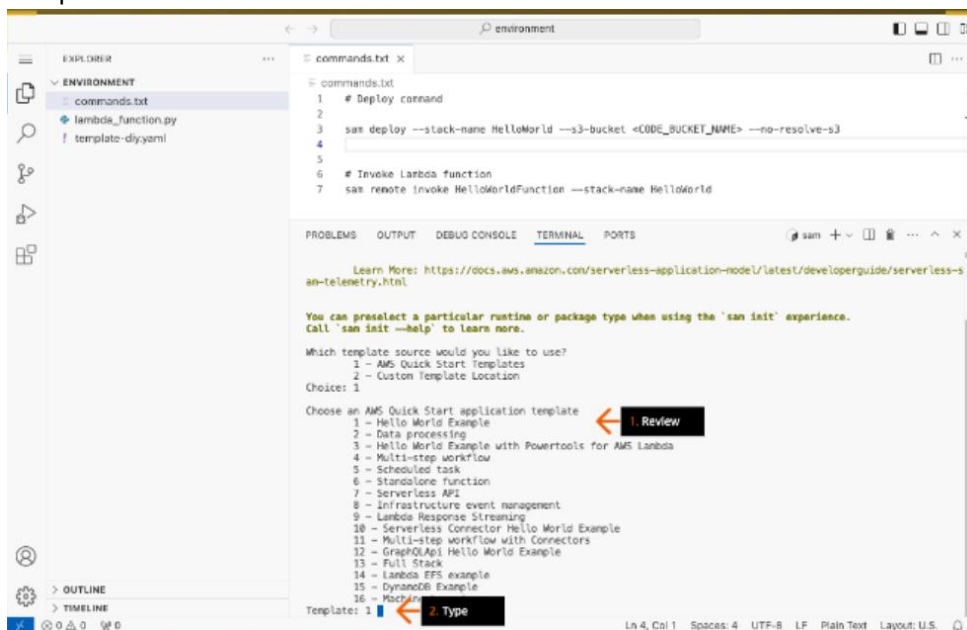 environment
EXPLORER
ENVIRONMENT
commands.txt
lambda_function.py
template-diy.yaml
OUTLINE
TIMELINE
commands.txt
commands.txt
1 # Deploy command
2
3 sam deploy --stack-name HelloWorld --s3-bucket <CODE_BUCKET_NAME> --no-resolve-s3
4
5
6 # Invoke Lambda function
7 sam remote invoke HelloWorldFunction --stack-name HelloWorld
PROBLEMS OUTPUT DEBUG CONSOLE TERMINAL PORTS
sam
Learn More: https://docs.aws.amazon.com/serverless-application-model/latest/developerguide/serverless-s
am-telemetry.html
You can preselect a particular runtime or package type when using the `sam init` experience.
Call `sam init --help` to learn more.
Which template source would you like to use?
1 - AWS Quick Start Templates
2 - Custom Template Location
Choice: 1
Choose an AWS Quick Start application template
1 - Hello World Example
1. Review
2 - Data processing
3 - Hello World Example with Powertools for AWS Lambda
4 - Multi-step workflow
5 - Scheduled task
6 - Standalone function
7 - Serverless API
8 - Infrastructure event management
9 - Lambda Response Streaming
10 - Serverless Connector Hello World Example
11 - Multi-step workflow with Connectors
12 - GraphQLApi Hello World Example
13 - Full Stack
14 - Lambda EFS example
15 - DynamoDB Example
16 -
Template: 1
2. Type
0 0 0 Ln 4, Col 1 Spaces: 4 UTF-8 LF Plain Text Layout: U.S.